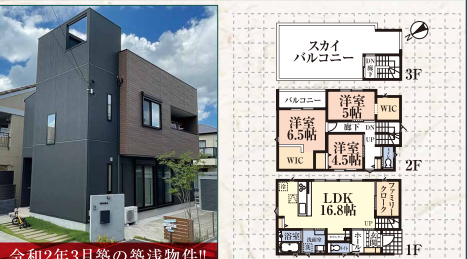 令和2年3月築の築浅物件!!
スカイ
バルコニー
DN
廊下
3F
バルコニー
洋室
5帖
WIC
洋室
6.5帖
廊下
DN
UP
洋室
4.5帖
WIC
2F
LDK
16.8帖
ファミリー
クローク
UP
浴室
洗面室
ホール
玄関
1F